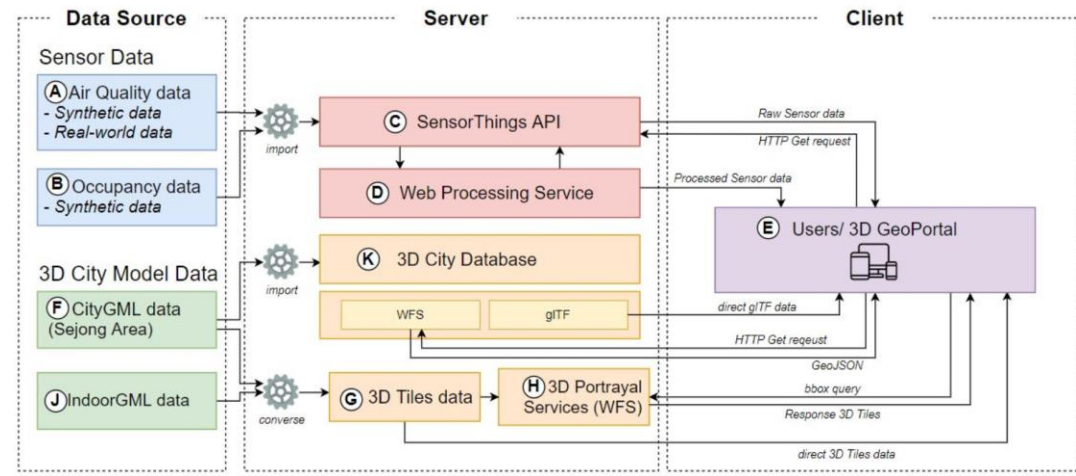 Data Source
Server
Client
Sensor Data
A Air Quality data
- Synthetic data
- Real-world data
B Occupancy data
- Synthetic data
import
C SensorThings API
D Web Processing Service
Raw Sensor data
HTTP Get request
Processed Sensor data
E Users/ 3D GeoPortal
3D City Model Data
F CityGML data
(Sejong Area)
J IndoorGML data
import
K 3D City Database
WFS
glTF
direct glTF data
HTTP Get reqeust
GeoJSON
converse
G 3D Tiles data
H 3D Portrayal
Services (WFS)
bbox query
Response 3D Tiles
direct 3D Tiles data